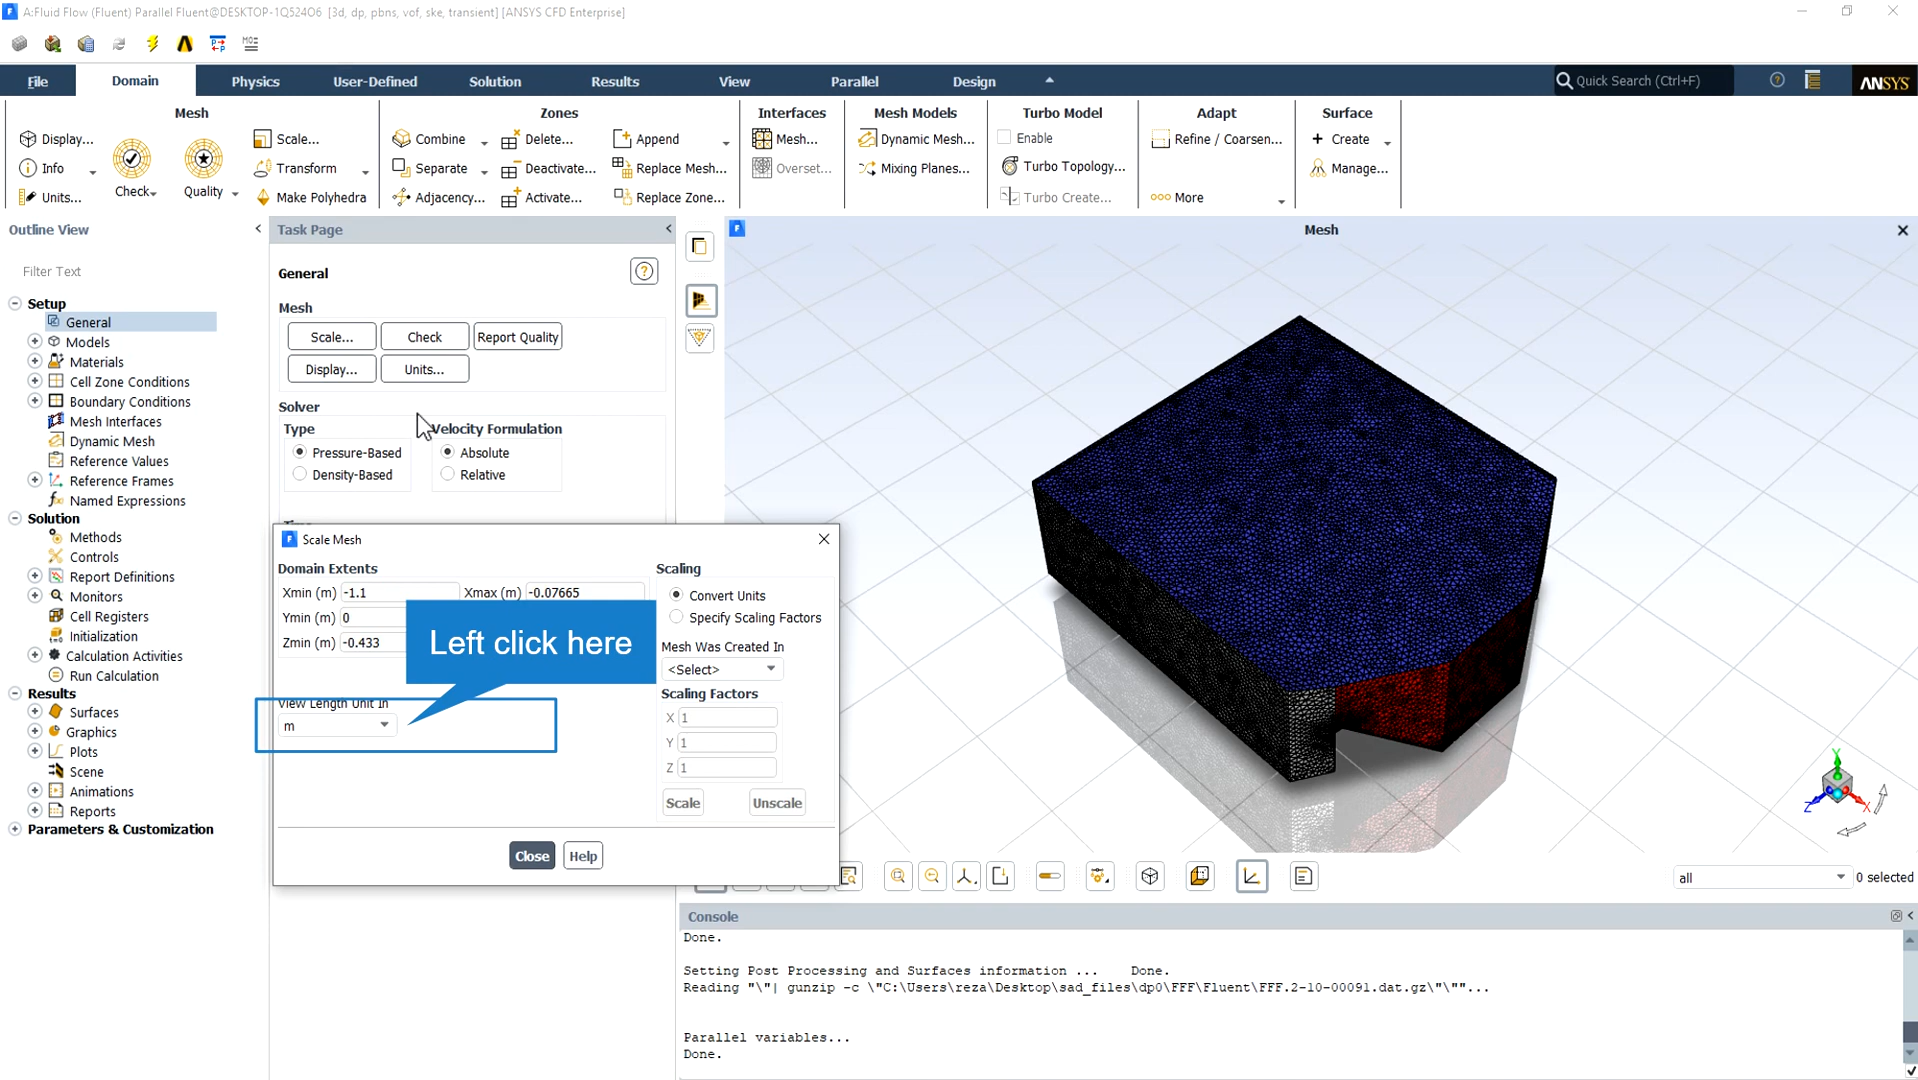 A:Fluid Flow (Fluent) Parallel Fluent@DESKTOP-1Q524O6 [3d, dp, pbns, vof, ske, transient] [ANSYS CFD Enterprise]
File
Domain
Physics
User-Defined
Solution
Results
View
Parallel
Design
Quick Search (Ctrl+F)
ANSYS
Mesh
Display...
Info
Units...
Check
Quality
Scale...
Transform
Make Polyhedra
Zones
Combine
Separate
Adjacency...
Delete...
Deactivate...
Activate...
Append
Replace Mesh...
Replace Zone...
Interfaces
Mesh...
Overset...
Mesh Models
Dynamic Mesh...
Mixing Planes...
Turbo Model
Enable
Turbo Topology...
Turbo Create...
Adapt
Refine / Coarsen...
More
Surface
Create
Manage...
Outline View
Filter Text
Setup
General
Models
Materials
Cell Zone Conditions
Boundary Conditions
Mesh Interfaces
Dynamic Mesh
Reference Values
Reference Frames
Named Expressions
Solution
Methods
Controls
Report Definitions
Monitors
Cell Registers
Initialization
Calculation Activities
Run Calculation
Results
Surfaces
Graphics
Plots
Scene
Animations
Reports
Parameters & Customization
Task Page
General
Mesh
Scale...
Check
Report Quality
Display...
Units...
Solver
Type
Pressure-Based
Density-Based
Velocity Formulation
Absolute
Relative
Scale Mesh
Domain Extents
Xmin (m) -1.1
Xmax (m) -0.07665
Ymin (m) 0
Zmin (m) -0.433
Left click here
View Length Unit In
m
Scaling
Convert Units
Specify Scaling Factors
Mesh Was Created In
<Select>
Scaling Factors
X 1
Y 1
Z 1
Scale
Unscale
Close
Help
Mesh
Y
Z
X
all
0 selected
Console
Done.
Setting Post Processing and Surfaces information ... Done.
Reading "\"| gunzip -c \"C:\Users\reza\Desktop\sad_files\dp0\FFF\Fluent\FFF.2-10-00091.dat.gz\"\""...
Parallel variables...
Done.